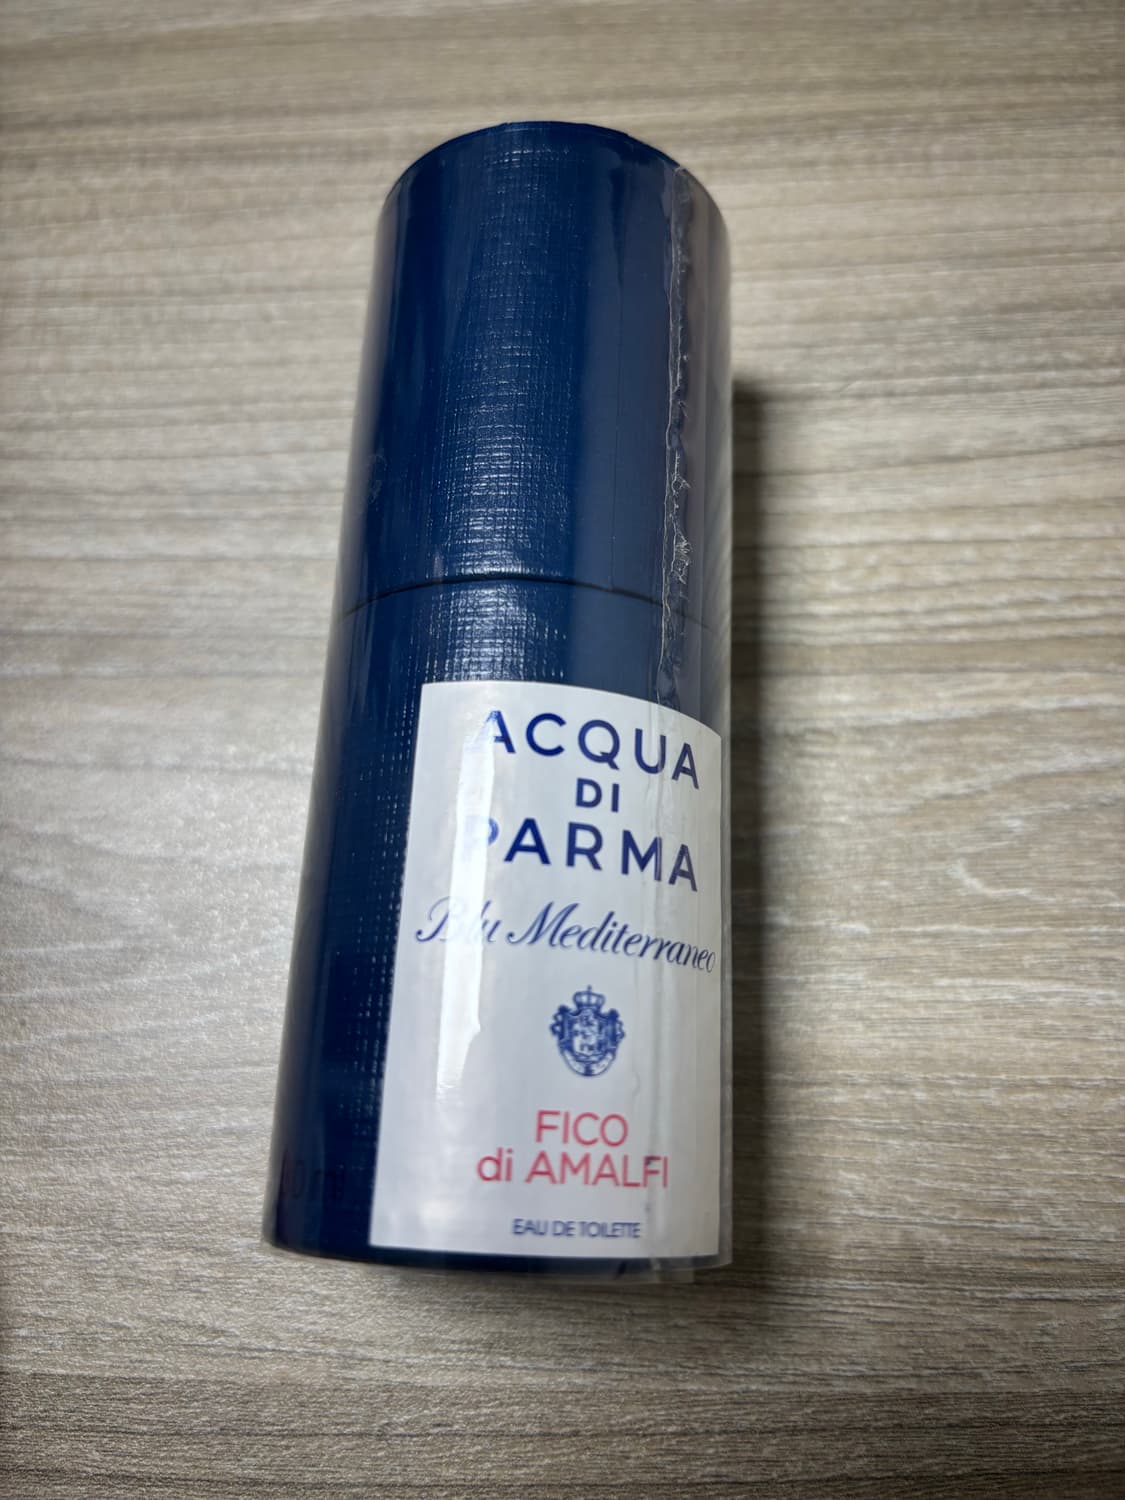 ACQUA
DI
PARMA
Blu Mediterraneo
FICO
di AMALFI
EAU DE TOILETTE